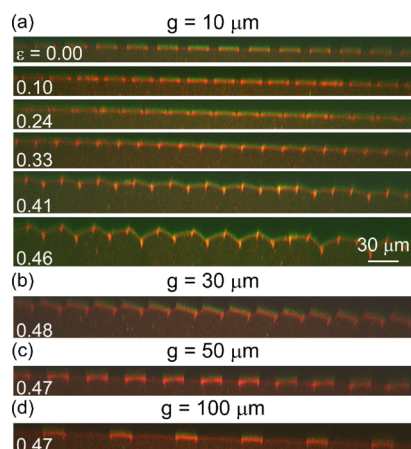 (a) g = 10 μm
ε = 0.00
0.10
0.24
0.33
0.41
0.46
30 μm
(b) g = 30 μm
0.48
(c) g = 50 μm
0.47
(d) g = 100 μm
0.47